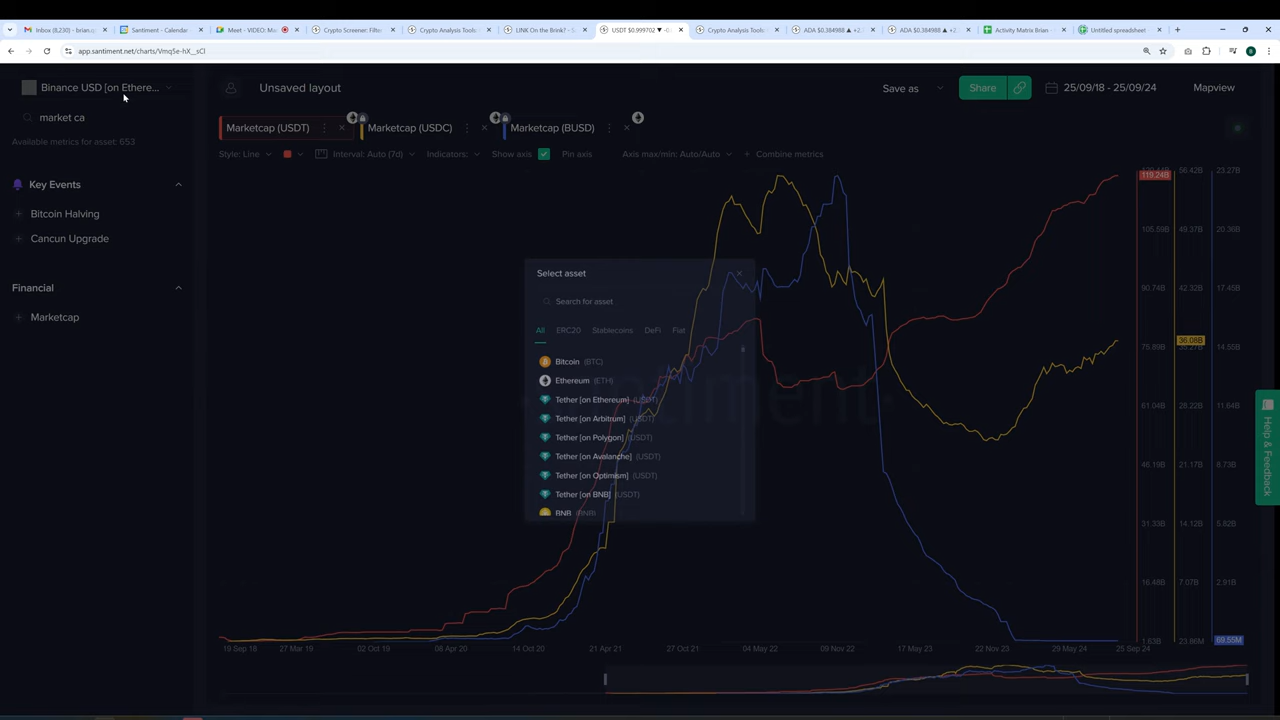 Inbox (8,230) - brian.q
Santiment - Calendar
Meet - VIDEO: Ma
Crypto Screener: Filter
Crypto Analysis Tools
LINK On the Brink! - S
USDT $0.999702 ▼ -0
Crypto Analysis Tools
ADA $0.384988 ▲ +2
ADA $0.384988 ▲ +2
Activity Matrix Brian
Untitled spreadsheet
Binance USD [on Ethere...
Unsaved layout
Save as
Share
25/09/18 - 25/09/24
Mapview
market ca
Available metrics for asset: 653
Marketcap (USDT)
Marketcap (USDC)
Marketcap (BUSD)
Style: Line
Interval: Auto (7d)
Indicators:
Show axis
Pin axis
Axis max/min: Auto/Auto
Combine metrics
Key Events
Bitcoin Halving
Cancun Upgrade
Financial
Marketcap
Select asset
Search for asset
All ERC20 Stablecoins DeFi Fiat
Bitcoin (BTC)
Ethereum (ETH)
Tether [on Ethereum] (USDT)
Tether [on Arbitrum] (USDT)
Tether [on Polygon] (USDT)
Tether [on Avalanche] (USDT)
Tether [on Optimism] (USDT)
Tether [on BNB] (USDT)
BNB (BNB)
119.24B 56.42B 23.27B
105.59B 49.37B 20.36B
90.74B 42.32B 17.45B
75.89B 36.08B 14.55B
61.04B 28.22B 11.64B
46.19B 21.17B 8.73B
31.33B 14.12B 5.82B
16.48B 7.07B 2.91B
1.63B 23.86M 69.55M
19 Sep 18 27 Mar 19 02 Oct 19 08 Apr 20 14 Oct 20 21 Apr 21 27 Oct 21 04 May 22 09 Nov 22 17 May 23 22 Nov 23 29 May 24 25 Sep 24
Help & Feedback